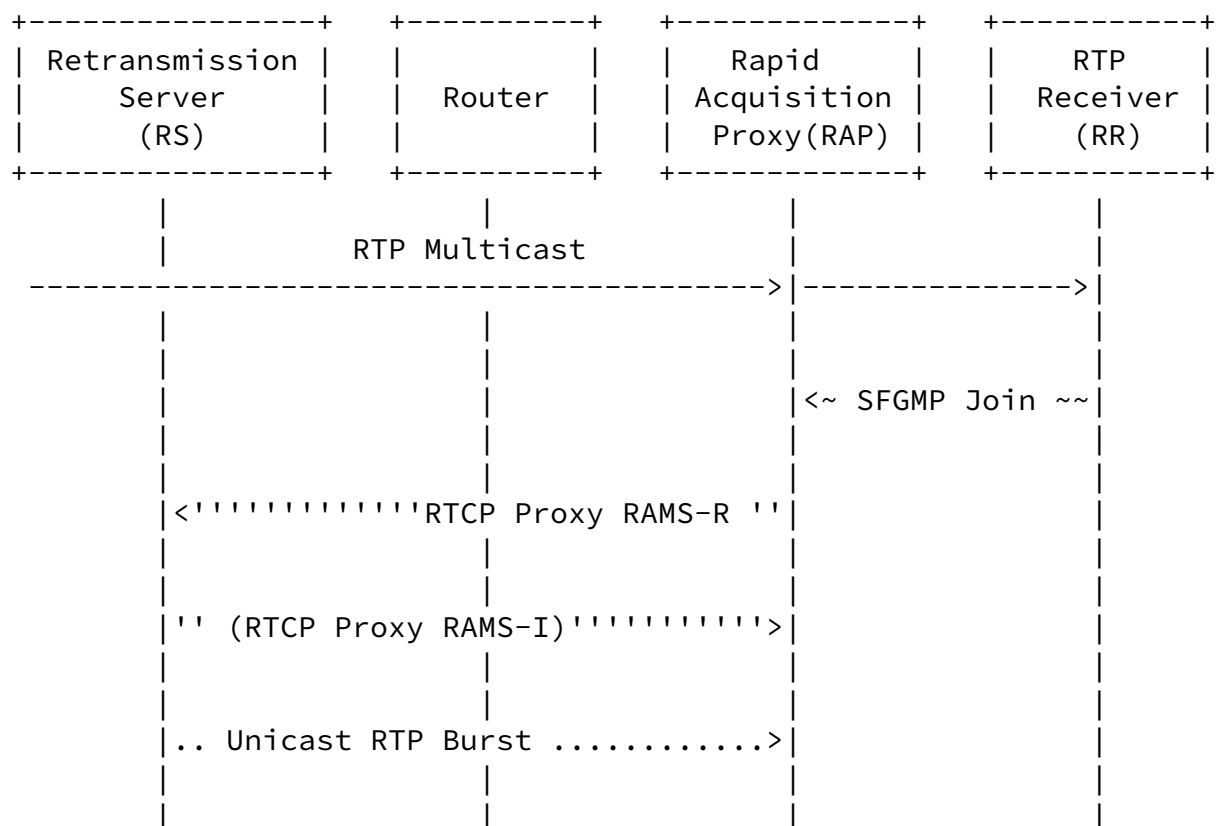 Retransmission Server (RS)
Router
Rapid Acquisition Proxy(RAP)
RTP Receiver (RR)
RTP Multicast
SFGMP Join
RTCP Proxy RAMS-R
(RTCP Proxy RAMS-I)
Unicast RTP Burst